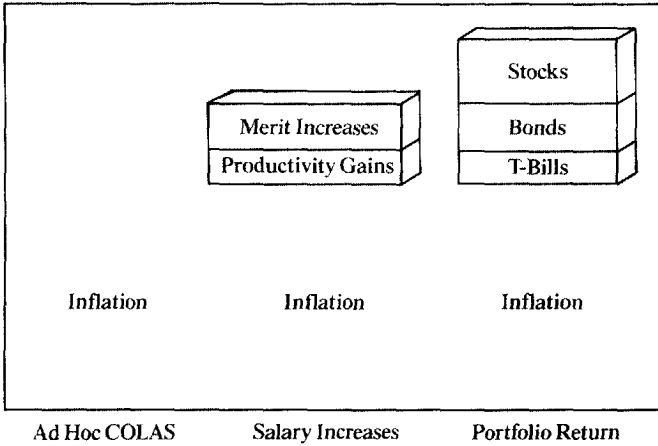 Stocks
Merit Increases
Bonds
Productivity Gains
T-Bills
Inflation
Inflation
Inflation
Ad Hoc COLAS
Salary Increases
Portfolio Return